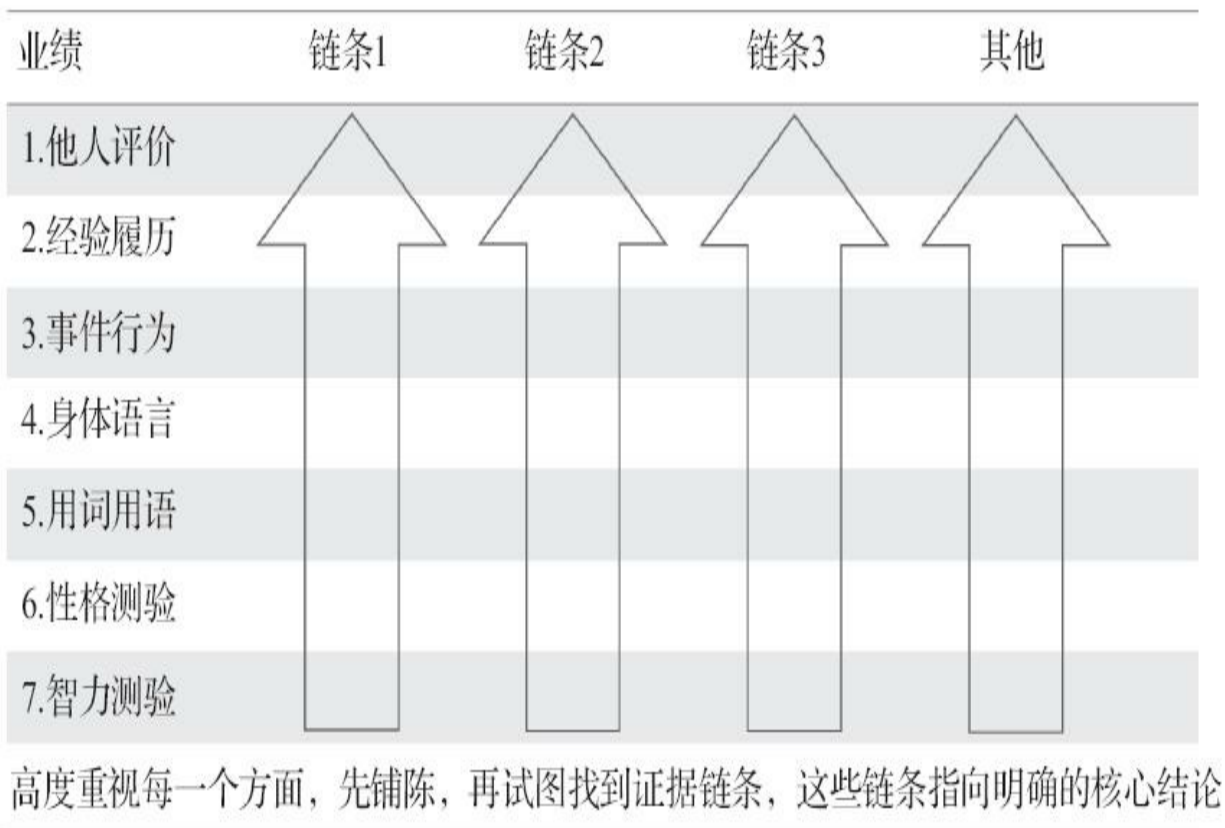 业绩 链条1 链条2 链条3 其他
1.他人评价
2.经验履历
3.事件行为
4.身体语言
5.用词用语
6.性格测验
7.智力测验
高度重视每一个方面，先铺陈，再试图找到证据链条，这些链条指向明确的核心结论